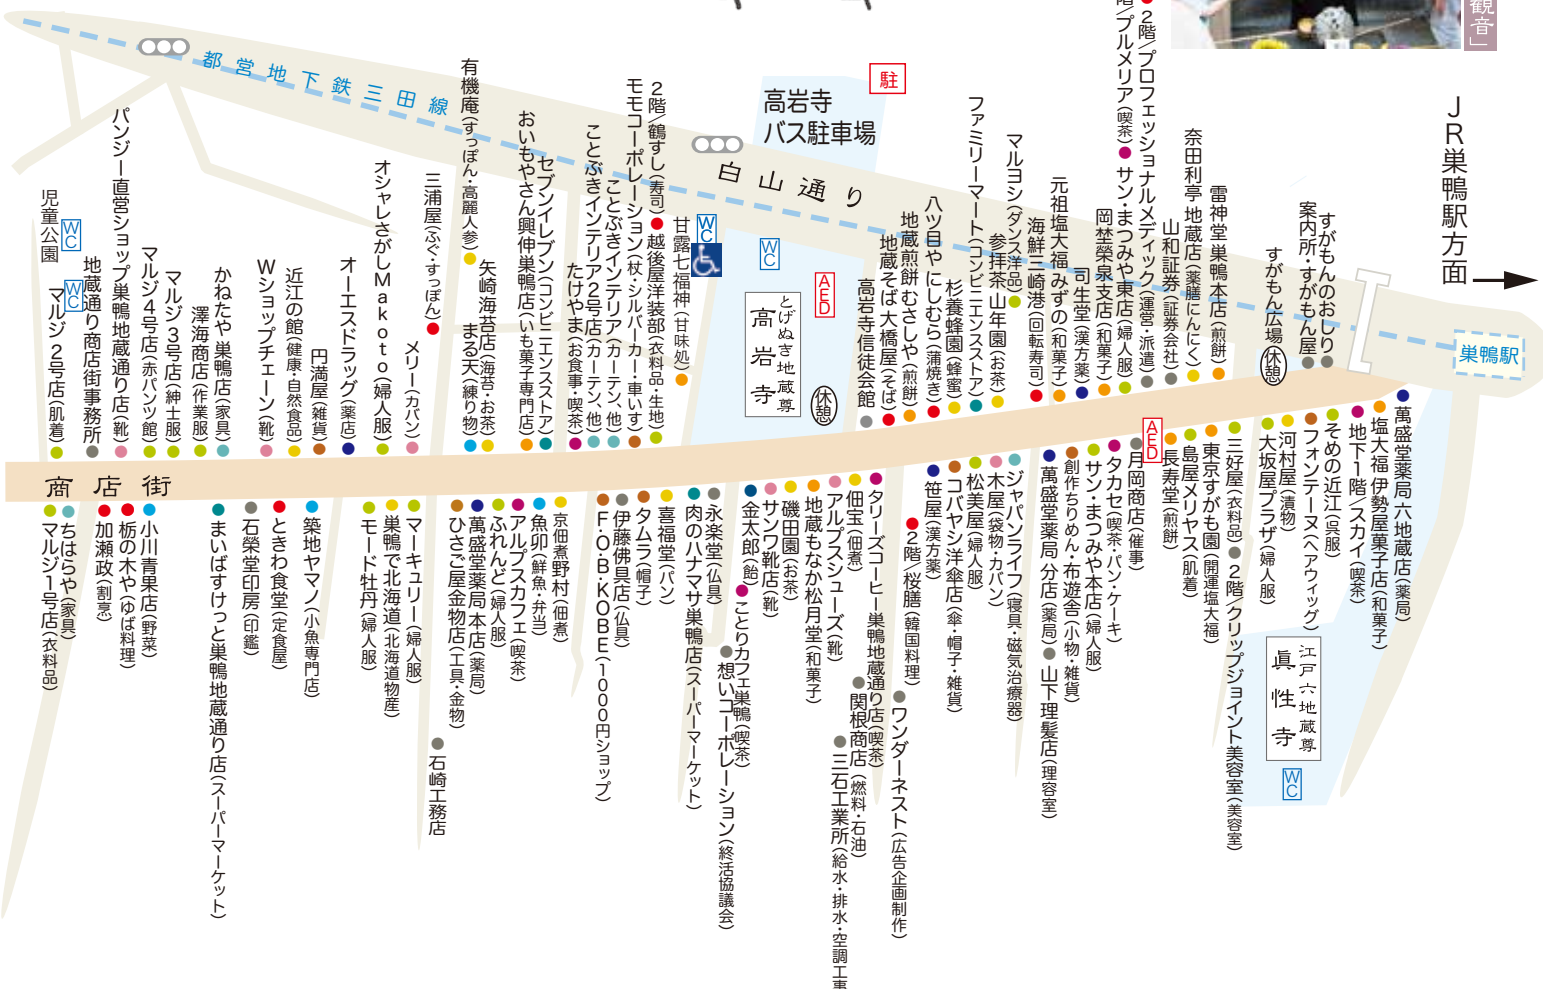 観音」
JR巣鴨駅方面
巣鴨駅
都営地下鉄三田線
白山通り
駐
高岩寺
バス駐車場
階/プルメリア(喫茶)
2階/プロフェッショナルメディック(運営・派遣)
サン・まつみや東店(婦人服)
すがもんのおしり
案内所・すがもん屋
すがもん広場
休憩
雷神堂 巣鴨本店(煎餅)
奈田利亭 地蔵店(薬膳にんにく)
山和証券(証券会社)
岡埜榮泉支店(和菓子)
司生堂(漢方薬)
元祖塩大福 みずの(和菓子)
海鮮三崎港(回転寿司)
マルヨシ(ダンス洋品)
参拝茶 山年園(お茶)
ファミリーマート(コンビニエンスストア)
杉養蜂園(蜂蜜)
八ツ目や にしむら(蒲焼き)
地蔵煎餅 むさしや(煎餅)
地蔵そば 大橋屋(そば)
高岩寺信徒会館
休憩
AED
WC
とげぬき地蔵尊
高岩寺
WC
甘露七福神(甘味処)
2階/鶴すし(寿司)
越後屋洋装部(衣料品・生地)
モモコーポレーション(杖・シルバーカー・車いす)
ことぶきインテリア(カーテン、他)
ことぶきインテリア2号店(カーテン、他)
たけやま(お食事・喫茶)
セブンイレブン(コンビニエンスストア)
おいもやさん興伸巣鴨店(いも菓子専門店)
矢崎海苔店(海苔・お茶)
有機庵(すっぽん・高麗人参)
まる天(練り物)
三浦屋(ふぐ・すっぽん)
メリー(カバン)
オシャレさがしMakoto(婦人服)
オーエスドラッグ(薬店)
円満屋(雑貨)
近江の館(健康・自然食品)
Wショップチェーン(靴)
かねたや 巣鴨店(家具)
澤海商店(作業服)
マルジ3号店(紳士服)
マルジ4号店(赤パンツ館)
パンジー直営ショップ巣鴨地蔵通り店(靴)
地蔵通り商店街事務所
WC
WC
マルジ2号店(肌着)
児童公園
商店街
萬盛堂薬局 六地蔵店(薬局)
塩大福 伊勢屋菓子店(和菓子)
地下1階/スカイ(喫茶)
そめの近江(呉服)
フォンテーヌ(ヘアウィッグ)
河村屋(漬物)
大坂屋プラザ(婦人服)
江戸六地蔵尊
眞性寺
WC
三好屋(衣料品)
2階/クリップジョイント美容室(美容室)
東京すがも園(開運塩大福)
島屋メリヤス(肌着)
長寿堂(煎餅)
AED
月岡商店(催事)
タカセ(喫茶・パン・ケーキ)
サン・まつみや本店(婦人服)
創作ちりめん・布遊舎(小物・雑貨)
萬盛堂薬局 分店(薬局)
山下理髪店(理容室)
ジャパンライフ(寝具・磁気治療器)
木屋(袋物・カバン)
松美屋(婦人服)
コバヤシ洋傘店(傘・帽子・雑貨)
笹屋(漢方薬)
2階/桜膳(韓国料理)
ワンダーネスト(広告企画制作)
タリーズコーヒー 巣鴨地蔵通り店(喫茶)
佃宝(佃煮)
関根商店(燃料・石油)
三石工業所(給水・排水・空調工事
アルプスシューズ(靴)
地蔵もなか松月堂(和菓子)
磯田園(お茶)
サンワ靴店(靴)
金太郎(飴)
ことりカフェ巣鴨(喫茶)
想いコーポレーション(終活協議会)
永楽堂(仏具)
肉のハナマサ巣鴨店(スーパーマーケット)
喜福堂(パン)
タムラ(帽子)
伊藤佛具店(仏具)
F・O・B・KOBE(1000円ショップ)
京佃煮野村(佃煮)
魚卯(鮮魚・弁当)
アルプスカフェ(喫茶)
ふれんど(婦人服)
萬盛堂薬局 本店(薬局)
ひさご屋金物店(工具・金物)
石崎工務店
マーキュリー(婦人服)
巣鴨で北海道(北海道物産)
モード牡丹(婦人服)
築地ヤマノ(小魚専門店)
ときわ食堂(定食屋)
石榮堂印房(印鑑)
まいばすけっと巣鴨地蔵通り店(スーパーマーケット)
小川青果店(野菜)
栃の木や(ゆば料理)
加瀬政(割烹)
ちはらや(家具)
マルジ1号店(衣料品)